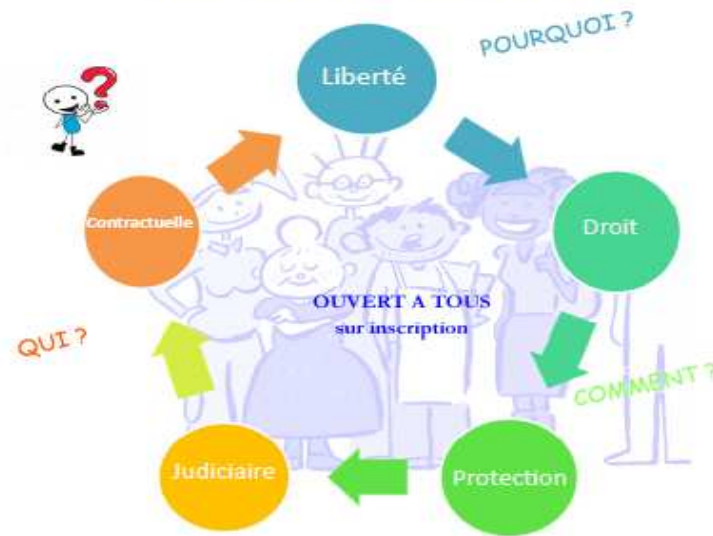 POURQUOI ?
Liberté
Contractuelle
Droit
OUVERT A TOUS
sur inscription
QUI ?
COMMENT ?
Judiciaire
Protection